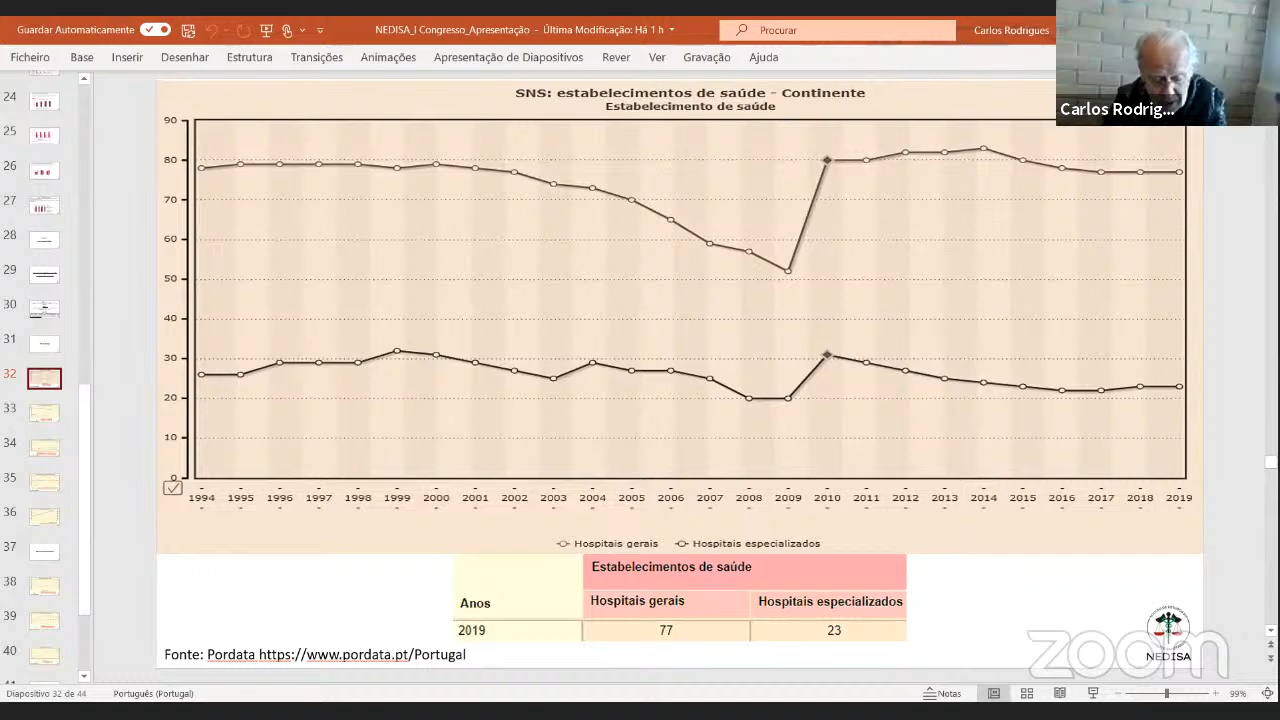 Guardar Automaticamente
NEDISA_I Congresso_Apresentação - Última Modificação: Há 1 h
Procurar
Carlos Rodrigues
Ficheiro Base Inserir Desenhar Estrutura Transições Animações Apresentação de Diapositivos Rever Ver Gravação Ajuda
Carlos Rodrig...
24
25
26
27
28
29
30
31
32
33
34
35
36
37
38
39
40
SNS: estabelecimentos de saúde - Continente
Estabelecimento de saúde
90
80
70
60
50
40
30
20
10
0
1994 1995 1996 1997 1998 1999 2000 2001 2002 2003 2004 2005 2006 2007 2008 2009 2010 2011 2012 2013 2014 2015 2016 2017 2018 2019
Hospitais gerais Hospitais especializados
Estabelecimentos de saúde
Anos Hospitais gerais Hospitais especializados
2019 77 23
Fonte: Pordata https://www.pordata.pt/Portugal
NEDISA
zoom
Diapositivo 32 de 44 Português (Portugal) Notas 99%